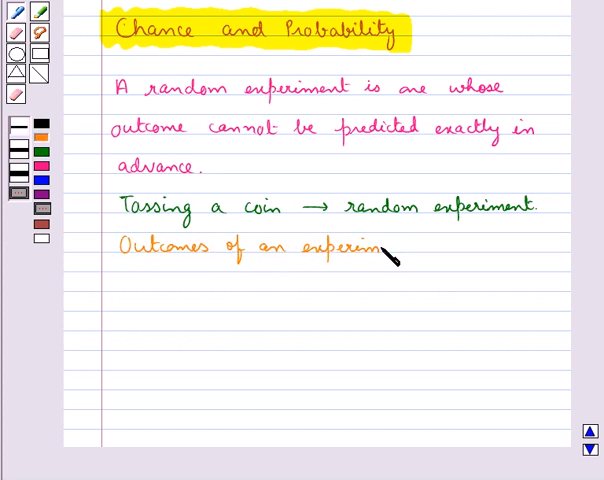 Chance and Probability
A random experiment is one whose
outcome cannot be predicted exactly in
advance.
Tossing a coin → random experiment.
Outcomes of an experim